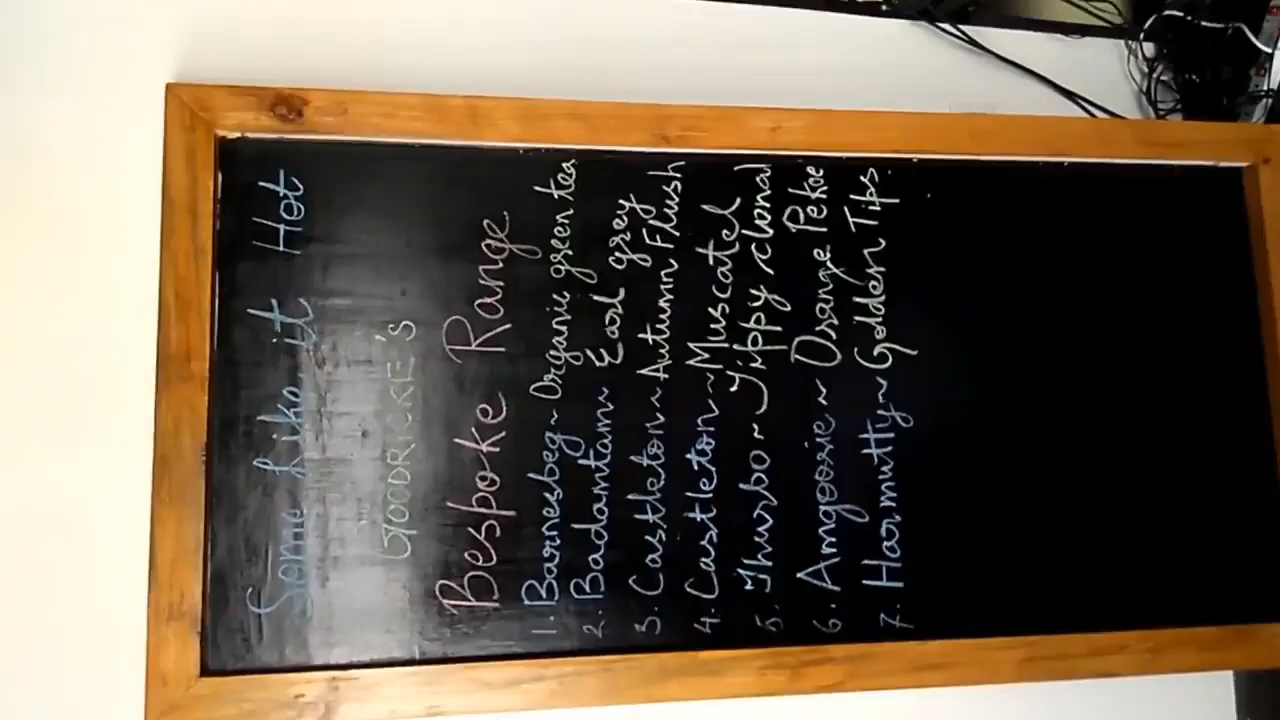 Some Like it Hot
GOODRICKE'S
Bespoke Range
1. Barnesbeg ~ Organic green tea
2. Badamtam ~ Earl grey
3. Castleton ~ Autumn Flush
4. Castleton ~ Muscatel
5. Thurbo ~ Tippy clonal
6. Amgoorie ~ Orange Pekoe
7. Harmutty ~ Golden Tips